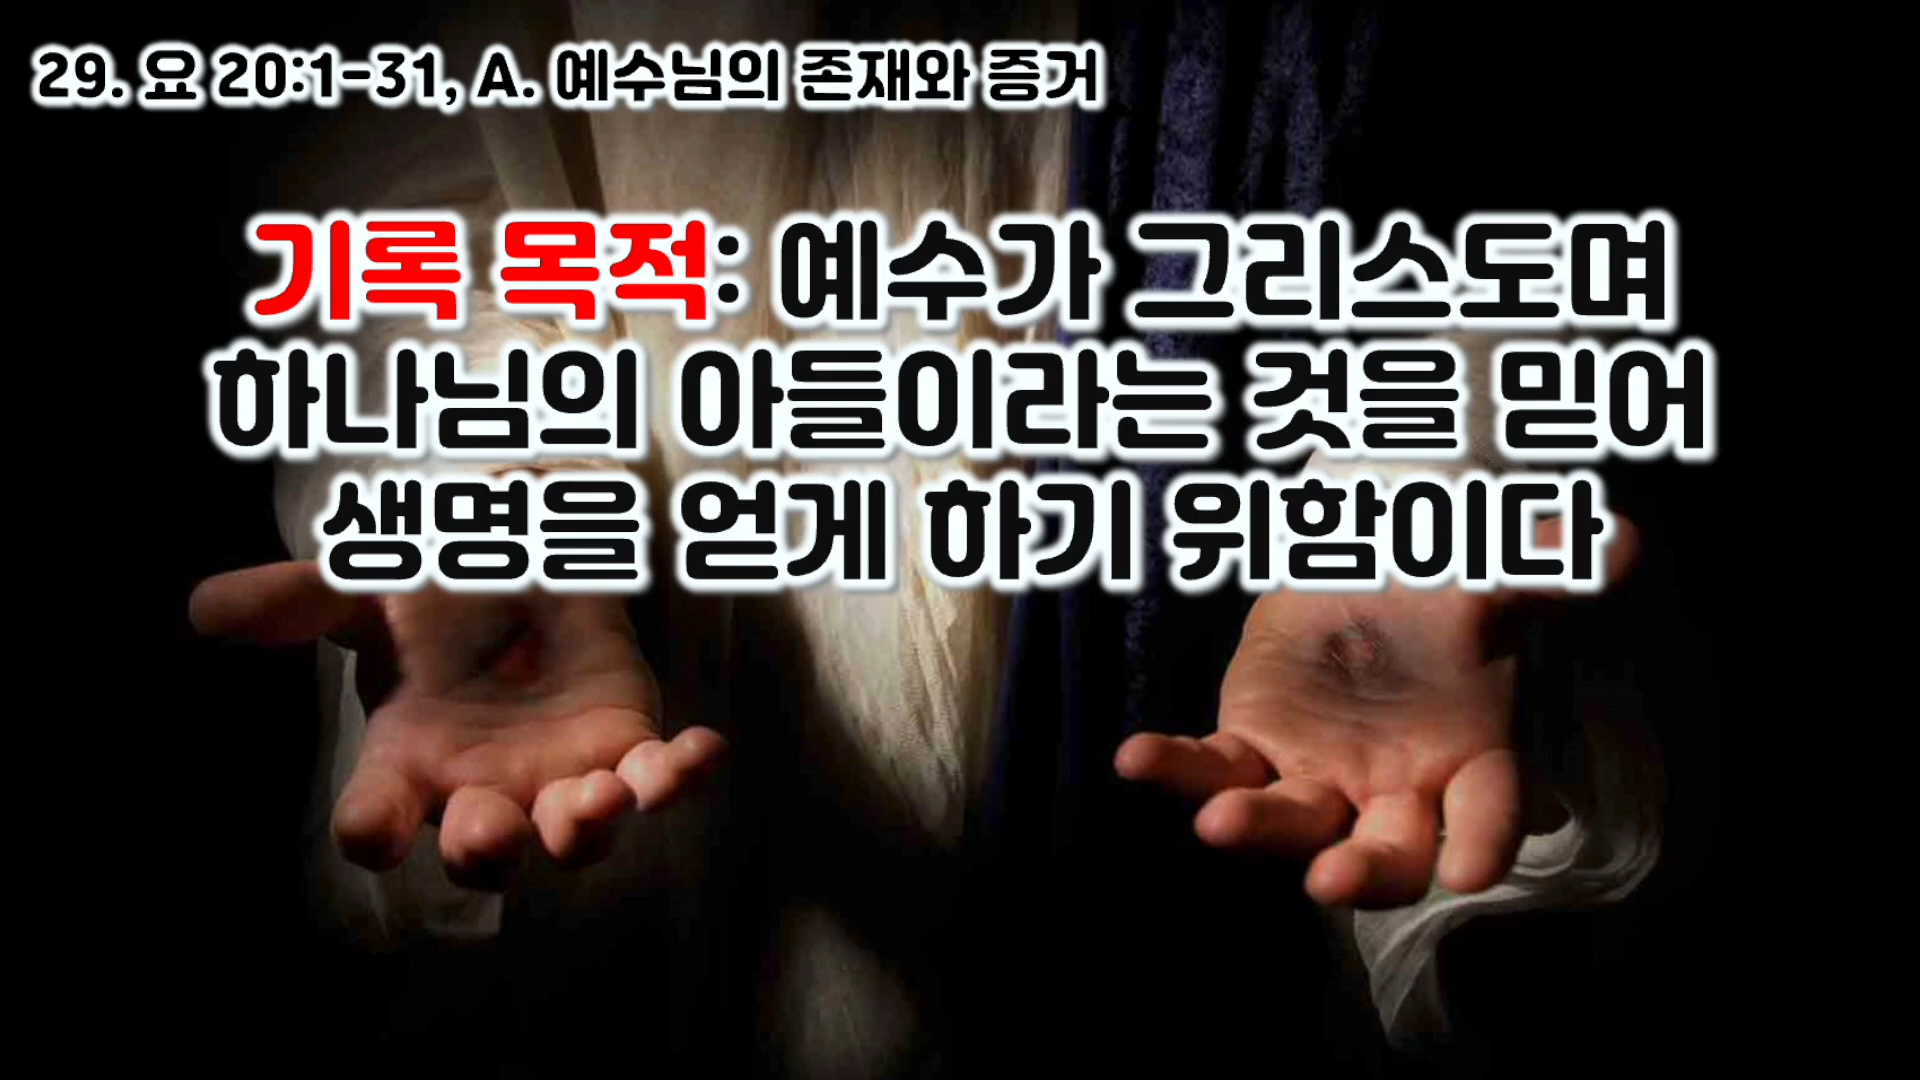 29. 요 20:1-31, A. 예수님의 존재와 증거
기록 목적: 예수가 그리스도며
하나님의 아들이라는 것을 믿어
생명을 얻게 하기 위함이다